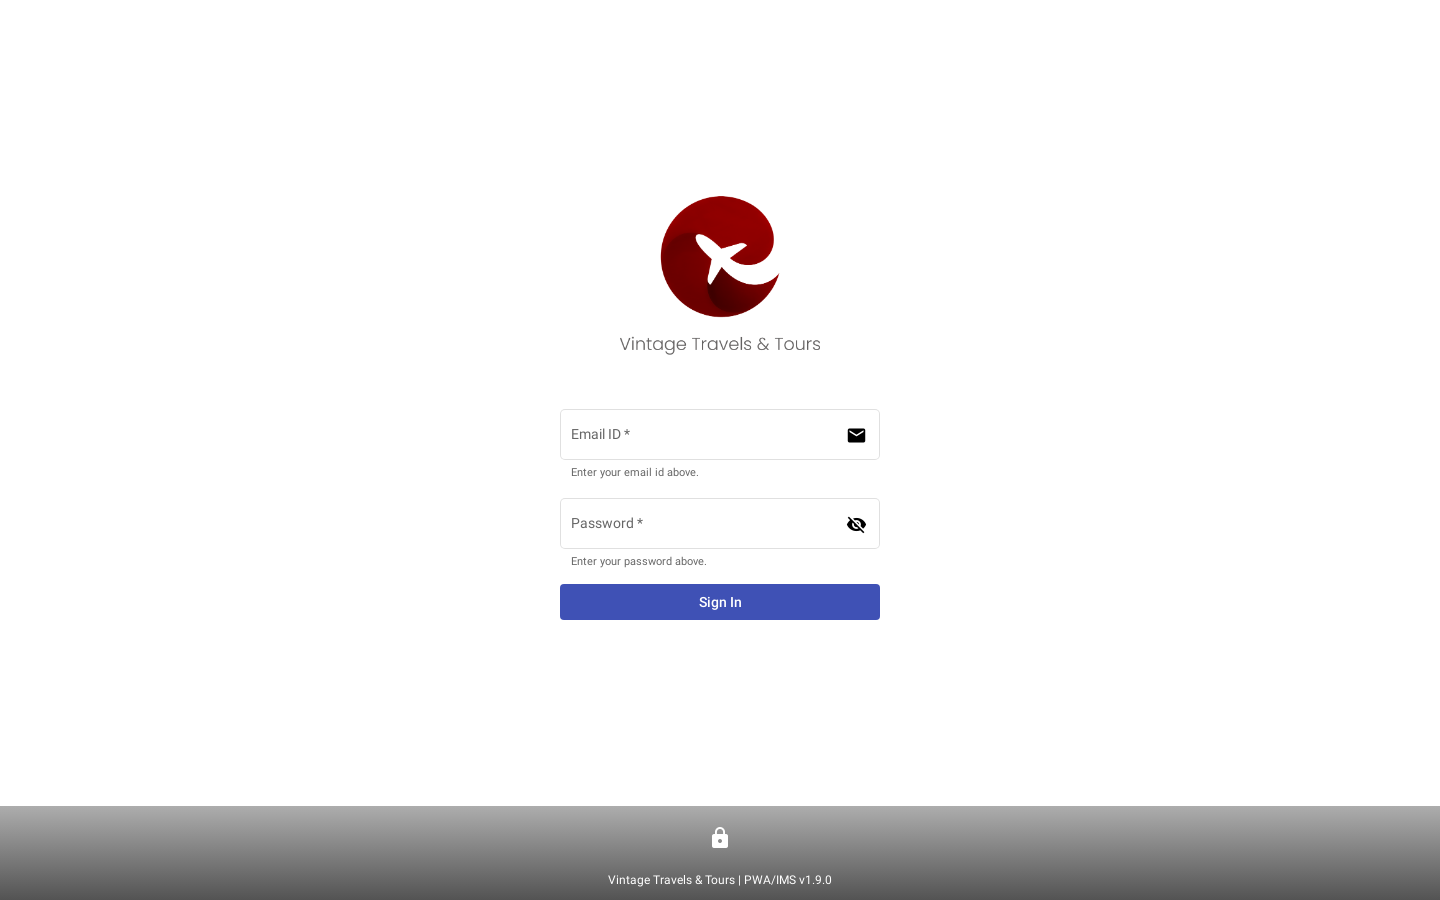 Vintage Travels & Tours
Email ID *
Enter your email id above.
Password *
Enter your password above.
Sign In
Vintage Travels & Tours | PWA/IMS v1.9.0